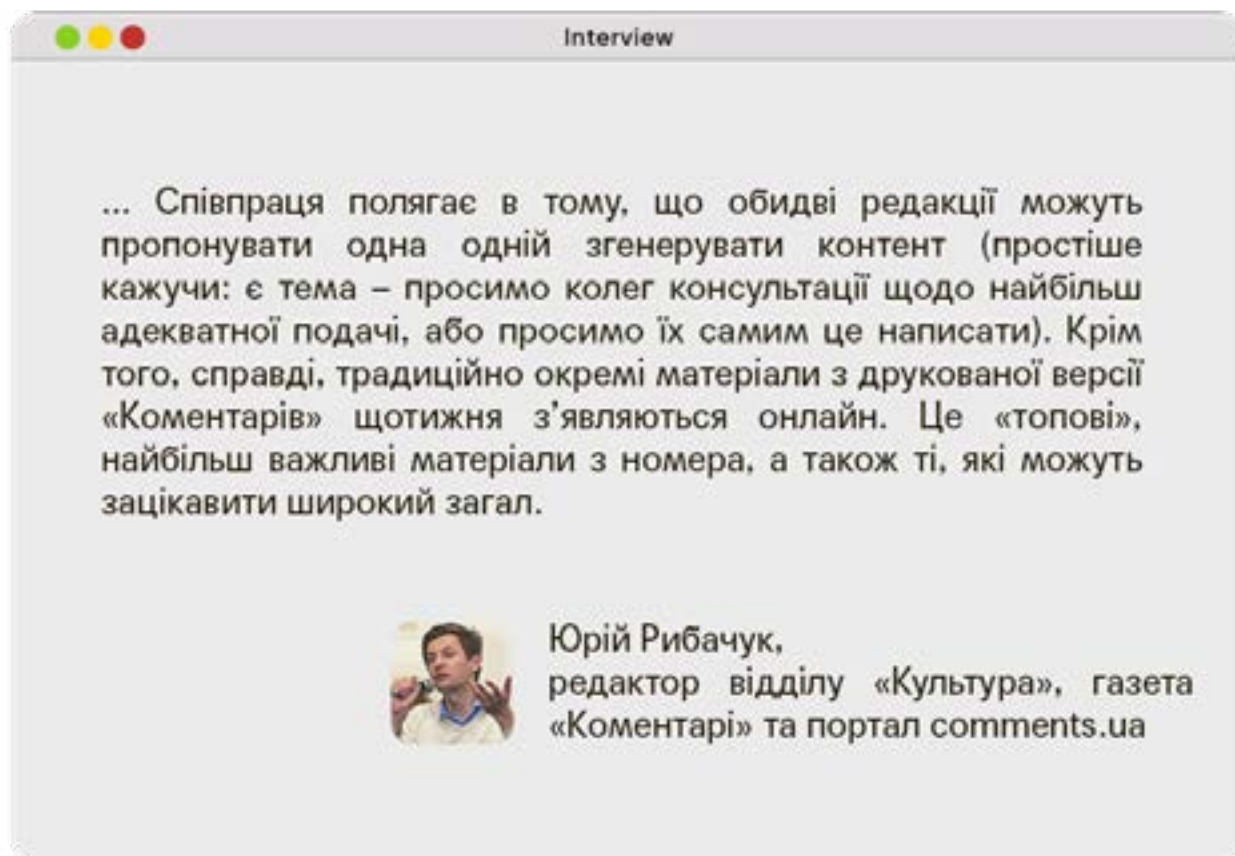 Interview
... Співпраця полягає в тому, що обидві редакції можуть
пропонувати одна одній згенерувати контент (простіше
кажучи: є тема – просимо колег консультації щодо найбільш
адекватної подачі, або просимо їх самим це написати). Крім
того, справді, традиційно окремі матеріали з друкованої версії
«Коментарів» щотижня з’являються онлайн. Це «топові»,
найбільш важливі матеріали з номера, а також ті, які можуть
зацікавити широкий загал.
Юрій Рибачук,
редактор відділу «Культура», газета
«Коментарі» та портал comments.ua